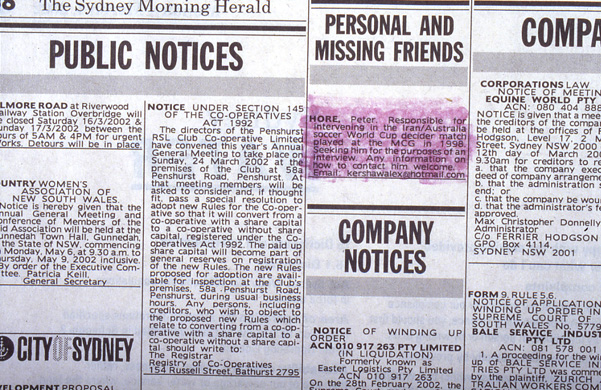 The Sydney Morning Herald
PUBLIC NOTICES
LMORE ROAD at Riverwood
ailway Station Overbridge will
e closed Saturday 16/3/2002 &
unday 17/3/2002 between the
ours of 5AM & 4PM for urgent
orks. Detours will be in place.
OUNTRY WOMEN'S
ASSOCIATION OF
NEW SOUTH WALES
Notice is hereby given that the
nnual General Meeting and
onference of Members of the
id Association will be held at the
unnedah Town Hall, Gunnedah,
the State of NSW, commencing
Monday, May 6, at 9.30 a.m. to
hursday, May 9, 2002 inclusive.
By order of the Executive Com-
ttee. Patricia Keill,
General Secretary
CITY OF SYDNEY
VELOPMENT PROPOSAL
NOTICE UNDER SECTION 145
OF THE CO-OPERATIVES
ACT 1992
The directors of the Penshurst
RSL Club Co-operative Limited
have convened this year's Annual
General Meeting to take place on
Sunday, 24 March 2002 at the
premises of the Club at 58a
Penshurst Road, Penshurst. At
that meeting members will be
asked to consider and, if thought
fit, pass a special resolution to
adopt new Rules for the Co-oper-
ative so that it will convert from a
co-operative with a share capital
to a co-operative without share
capital, registered under the Co-
operatives Act 1992. The paid up
share capital will become part of
general reserves on registration
of the new Rules. The new Rules
proposed for adoption are avail-
able for inspection at the Club's
premises, 58a Penshurst Road,
Penshurst, during usual business
hours. Any persons, including
creditors, who wish to object to
the proposed new Rules which
relate to converting from a co-op-
erative with a share capital to a
co-operative without a share capi-
tal should write to:
The Registrar
Registry of Co-Operatives
154 Russell Street, Bathurst 2795
PERSONAL AND
MISSING FRIENDS
HORE, Peter. Responsible for
intervening in the Iran/Australia
Soccer World Cup decider match
played at the MCG in 1998.
Seeking him for the purposes of an
interview. Any information on
how to contact him welcome.
Email kershawalex@hotmail.com
COMPANY
NOTICES
NOTICE OF WINDING UP
ORDER
ACN 010 917 263 PTY LIMITED
(IN LIQUIDATION)
Formerly known as
Easter Logistics Pty Limited
ACN 010 917 263
On the 28th February 2002, the
COMPA
CORPORATIONS LAW
NOTICE OF MEETIN
EQUINE WORLD PTY
ACN: 080 404 88
NOTICE is given that a mee
the creditors of the compan
be held at the offices of F
Hodgson, Level 17, 2 M
Street, Sydney NSW 2000
12th day of March 20
9.30am for creditors to re
a. that the company exec
deed of company arrangeme
b. that the administration s
end; or
c. that the company be wour
d. that the administrator's fe
approved.
Max Christopher Donnelly
Administrator
C/o FERRIER HODGSON
GPO Box 4114,
SYDNEY NSW 2001
FORM 9. RULE 5.6.
NOTICE OF APPLICATION
WINDING UP ORDER IN
SUPREME COURT OF
SOUTH WALES No. 5779
BALE SERVICE INDUST
PTY LTD
ACN: 081 578 001
1. A proceeding for the wi
up of BALE SERVICE IND
TRIES PTY LTD was comme
by the plaintiff, ZURICH
TRALIAN WORKERS COM